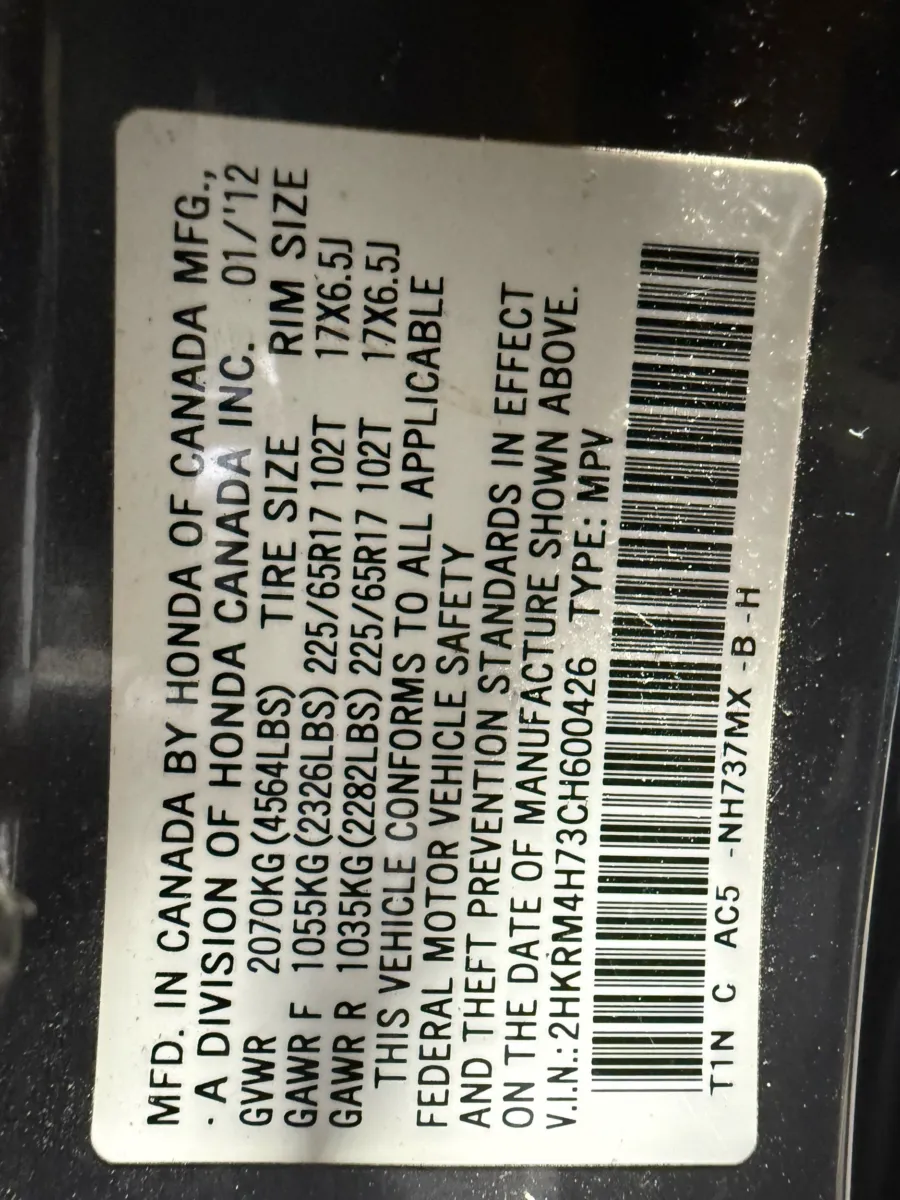 MFD. IN CANADA BY HONDA OF CANADA MFG.,
· A DIVISION OF HONDA CANADA INC. 01/'12
GVWR 2070KG(4564LBS) TIRE SIZE RIM SIZE
GAWR F 1055KG(2326LBS) 225/65R17 102T 17X6.5J
GAWR R 1035KG(2282LBS) 225/65R17 102T 17X6.5J
THIS VEHICLE CONFORMS TO ALL APPLICABLE
FEDERAL MOTOR VEHICLE SAFETY
AND THEFT PREVENTION STANDARDS IN EFFECT
ON THE DATE OF MANUFACTURE SHOWN ABOVE.
V.I.N.:2HKRM4H73CH600426 TYPE: MPV
T1N C AC5 -NH737MX -B -H